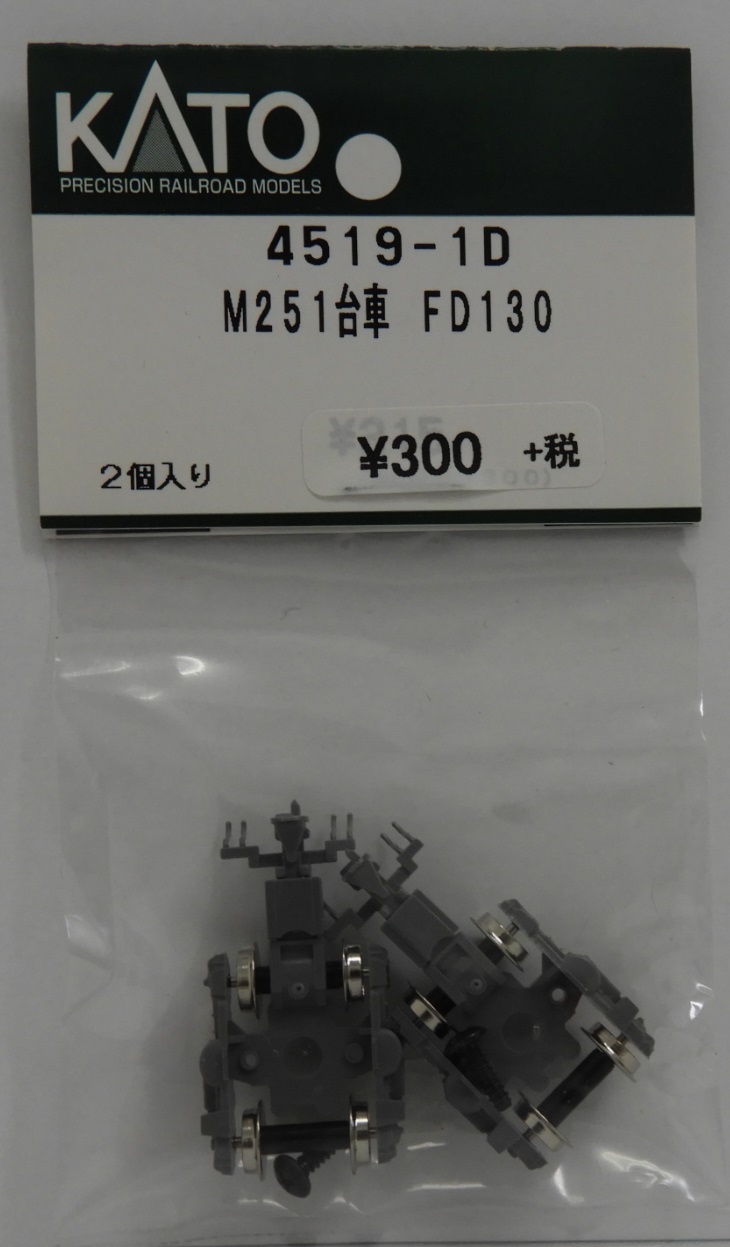 KATO
PRECISION RAILROAD MODELS
4519-1D
M251台車 FD130
¥300 +税
2個入り